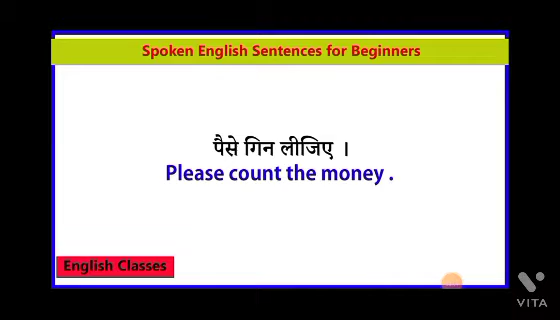 Spoken English Sentences for Beginners
पैसे गिन लीजिए ।
Please count the money .
English Classes
VITA